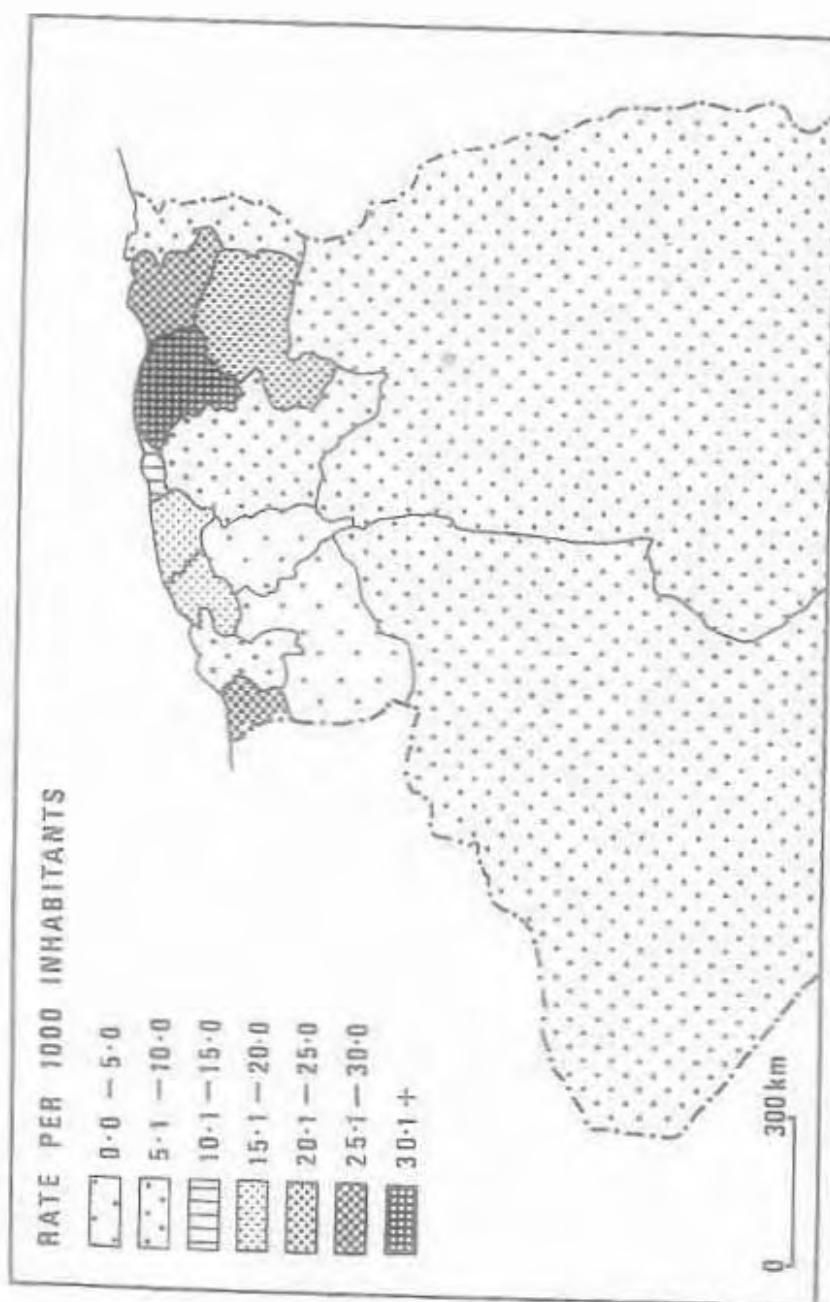 RATE PER 1000 INHABITANTS
0·0 – 5·0
5·1 – 10·0
10·1 – 15·0
15·1 – 20·0
20·1 – 25·0
25·1 – 30·0
30·1 +
0 300 km